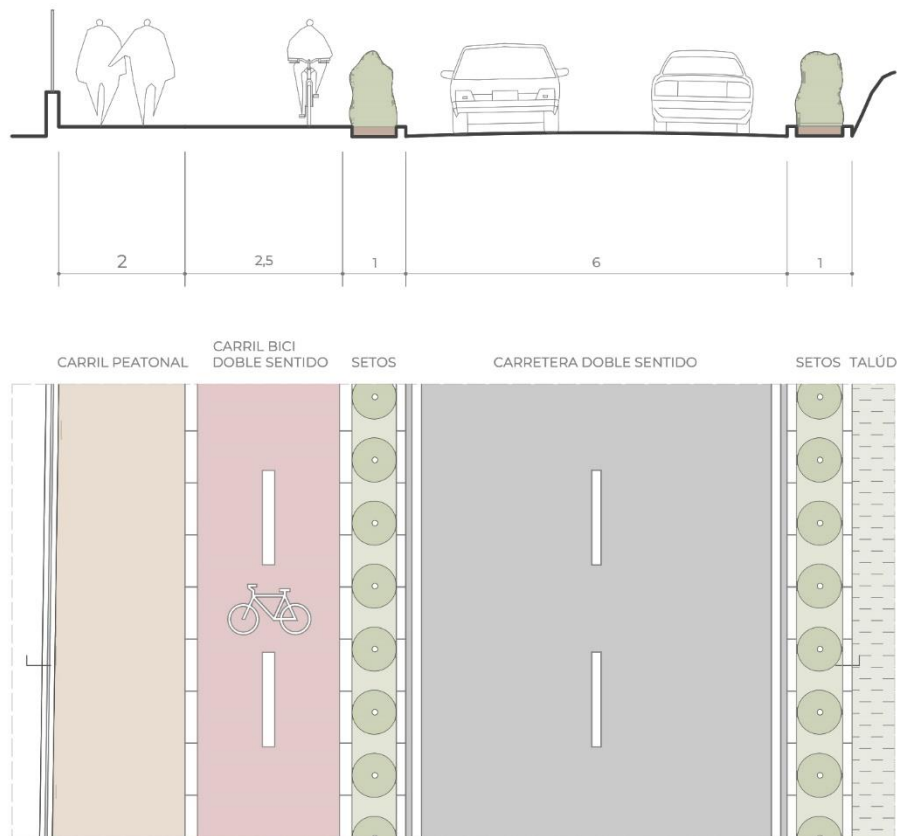 2
2,5
1
6
1
CARRIL PEATONAL
CARRIL BICI
DOBLE SENTIDO
SETOS
CARRETERA DOBLE SENTIDO
SETOS
TALÚD